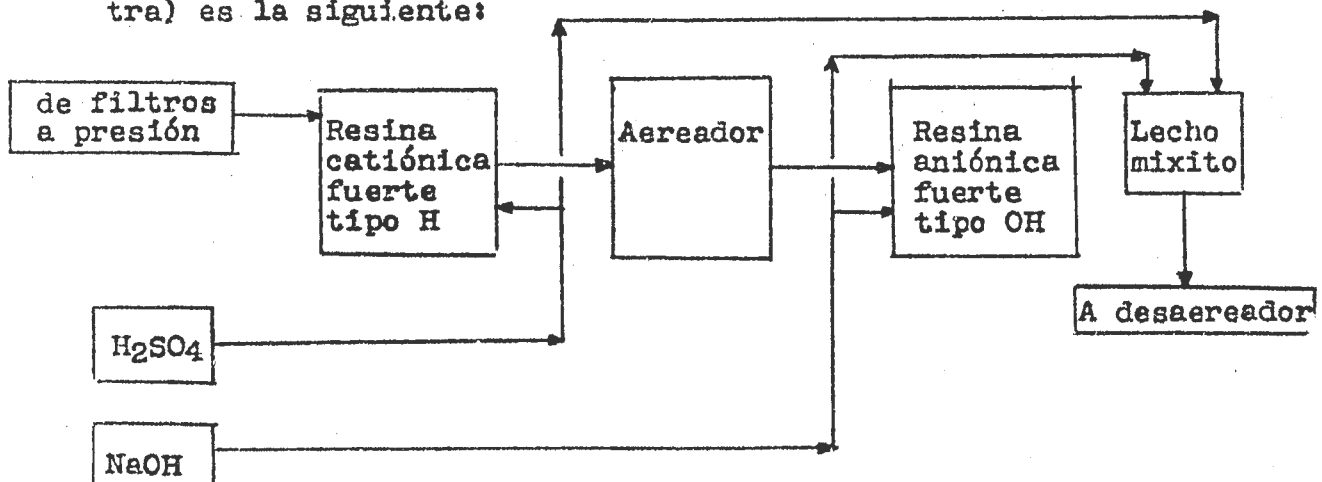 tra) es la siguiente:
de filtros
a presión
Resina
catiónica
fuerte
tipo H
Aereador
Resina
aniónica
fuerte
tipo OH
Lecho
mixito
A desaereador
H2SO4
NaOH